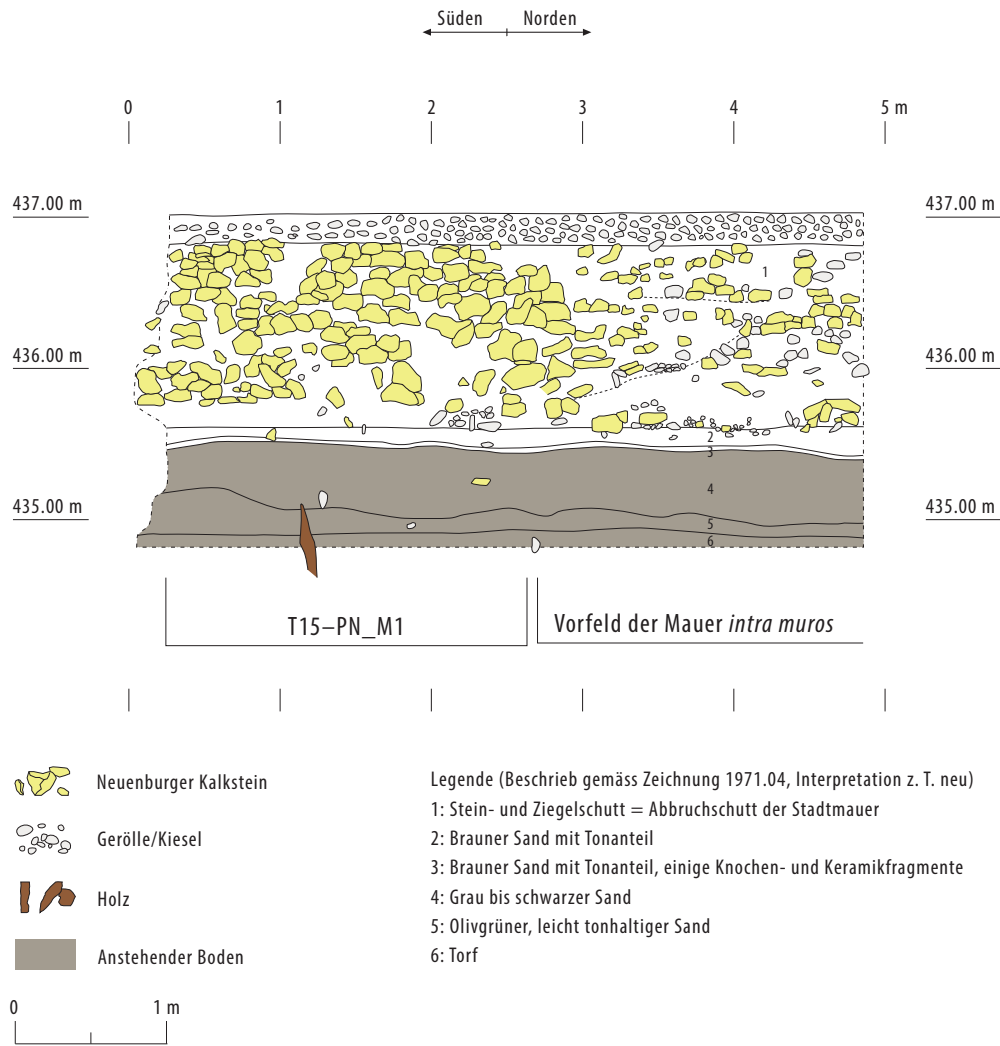 Süden Norden
0 1 2 3 4 5 m
437.00 m 437.00 m
1
436.00 m 436.00 m
2
3
4
435.00 m 435.00 m
5
6
T15–PN_M1
Vorfeld der Mauer intra muros
Neuenburger Kalkstein
Gerölle/Kiesel
Holz
Anstehender Boden
0 1 m
Legende (Beschrieb gemäss Zeichnung 1971.04, Interpretation z. T. neu)
1: Stein- und Ziegelschutt = Abbruchschutt der Stadtmauer
2: Brauner Sand mit Tonanteil
3: Brauner Sand mit Tonanteil, einige Knochen- und Keramikfragmente
4: Grau bis schwarzer Sand
5: Olivgrüner, leicht tonhaltiger Sand
6: Torf